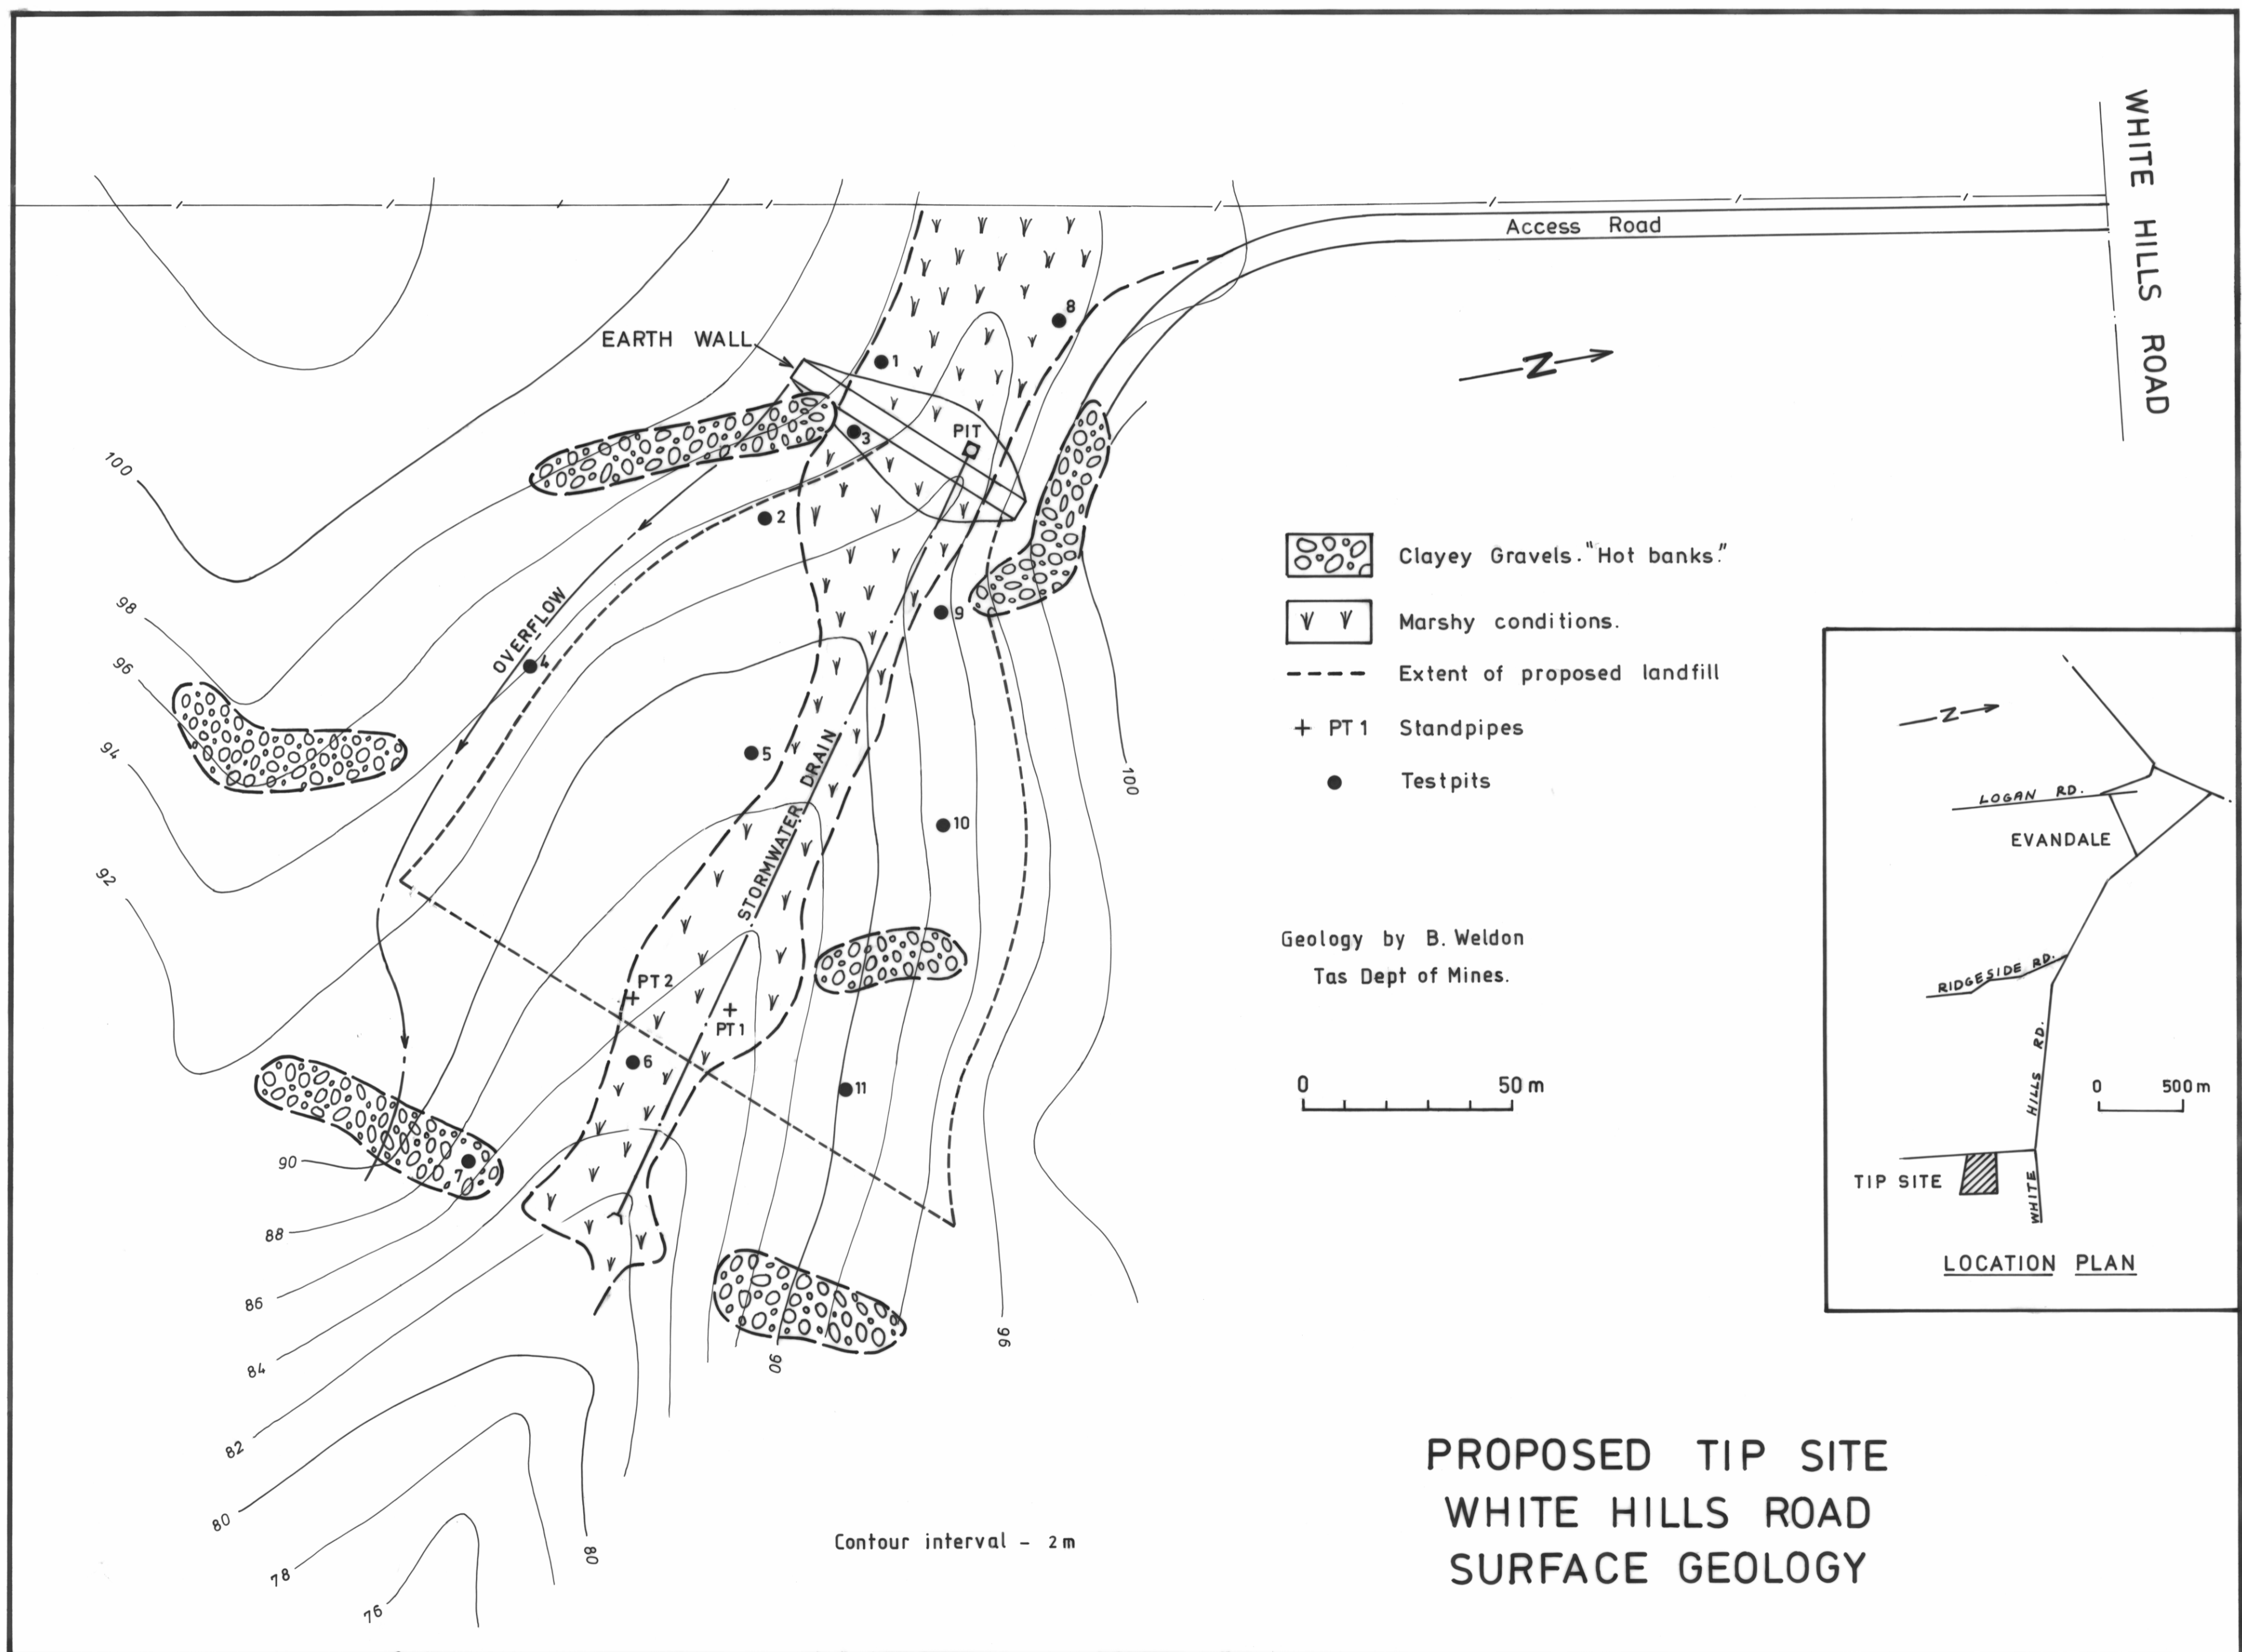 WHITE HILLS ROAD
Access Road
8
EARTH WALL
1
3
PIT
2
N
100
Clayey Gravels. "Hot banks."
OVERFLOW
98
9
Marshy conditions.
96
4
Extent of proposed landfill
N
94
5
STORMWATER DRAIN
+ PT 1 Standpipes
100
Testpits
LOGAN RD.
10
EVANDALE
92
Geology by B. Weldon
Tas Dept of Mines.
PT 2
RIDGESIDE RD.
PT 1
6
11
0 50 m
HILLS RD.
0 500 m
90
7
TIP SITE
WHITE
88
LOCATION PLAN
86
96
84
90
82
PROPOSED TIP SITE
WHITE HILLS ROAD
SURFACE GEOLOGY
80
Contour interval - 2 m
80
78
76